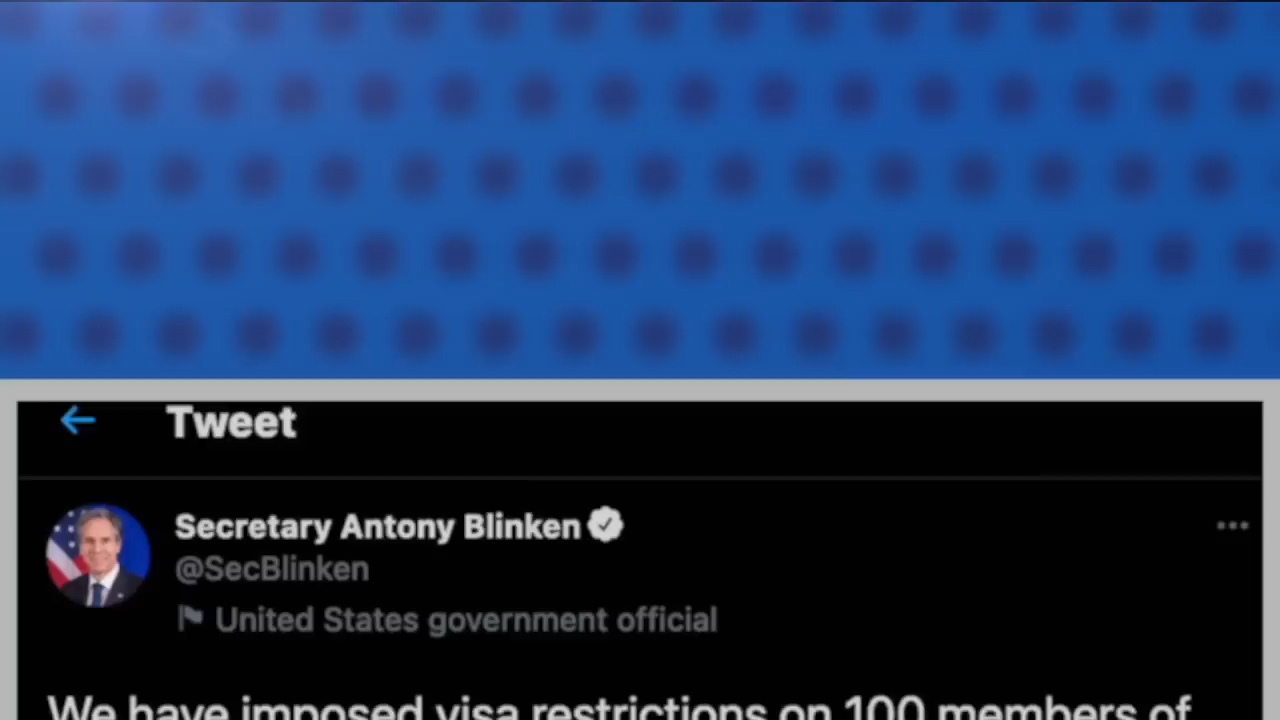 Tweet
Secretary Antony Blinken
@SecBlinken
United States government official
We have imposed visa restrictions on 100 members of